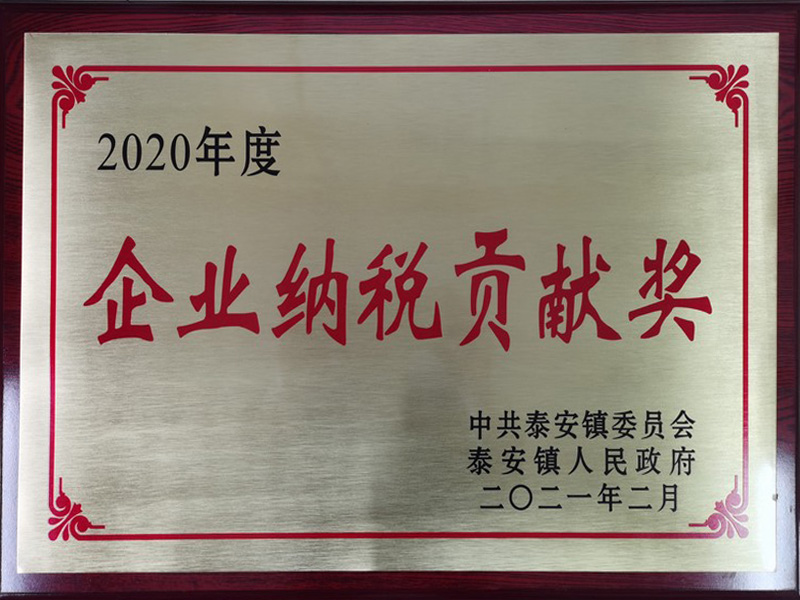 2020年度
企业纳税贡献奖
中共泰安镇委员会
泰安镇人民政府
二〇二一年二月